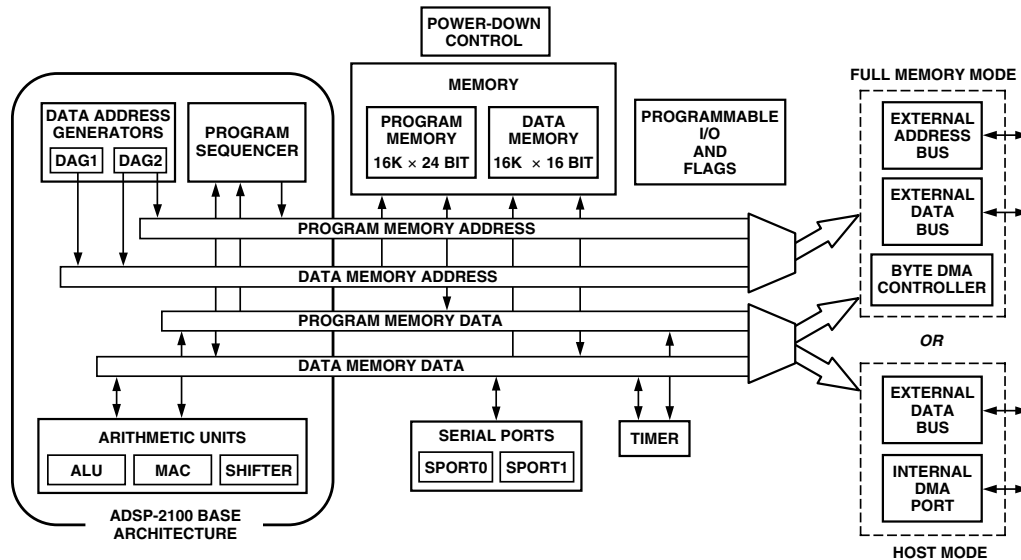 POWER-DOWN
CONTROL
MEMORY
PROGRAM
MEMORY
16K × 24 BIT
DATA
MEMORY
16K × 16 BIT
DATA ADDRESS
GENERATORS
DAG1
DAG2
PROGRAM
SEQUENCER
PROGRAMMABLE
I/O
AND
FLAGS
FULL MEMORY MODE
EXTERNAL
ADDRESS
BUS
EXTERNAL
DATA
BUS
BYTE DMA
CONTROLLER
PROGRAM MEMORY ADDRESS
DATA MEMORY ADDRESS
PROGRAM MEMORY DATA
DATA MEMORY DATA
OR
EXTERNAL
DATA
BUS
INTERNAL
DMA
PORT
HOST MODE
ARITHMETIC UNITS
ALU
MAC
SHIFTER
SERIAL PORTS
SPORT0
SPORT1
TIMER
ADSP-2100 BASE
ARCHITECTURE